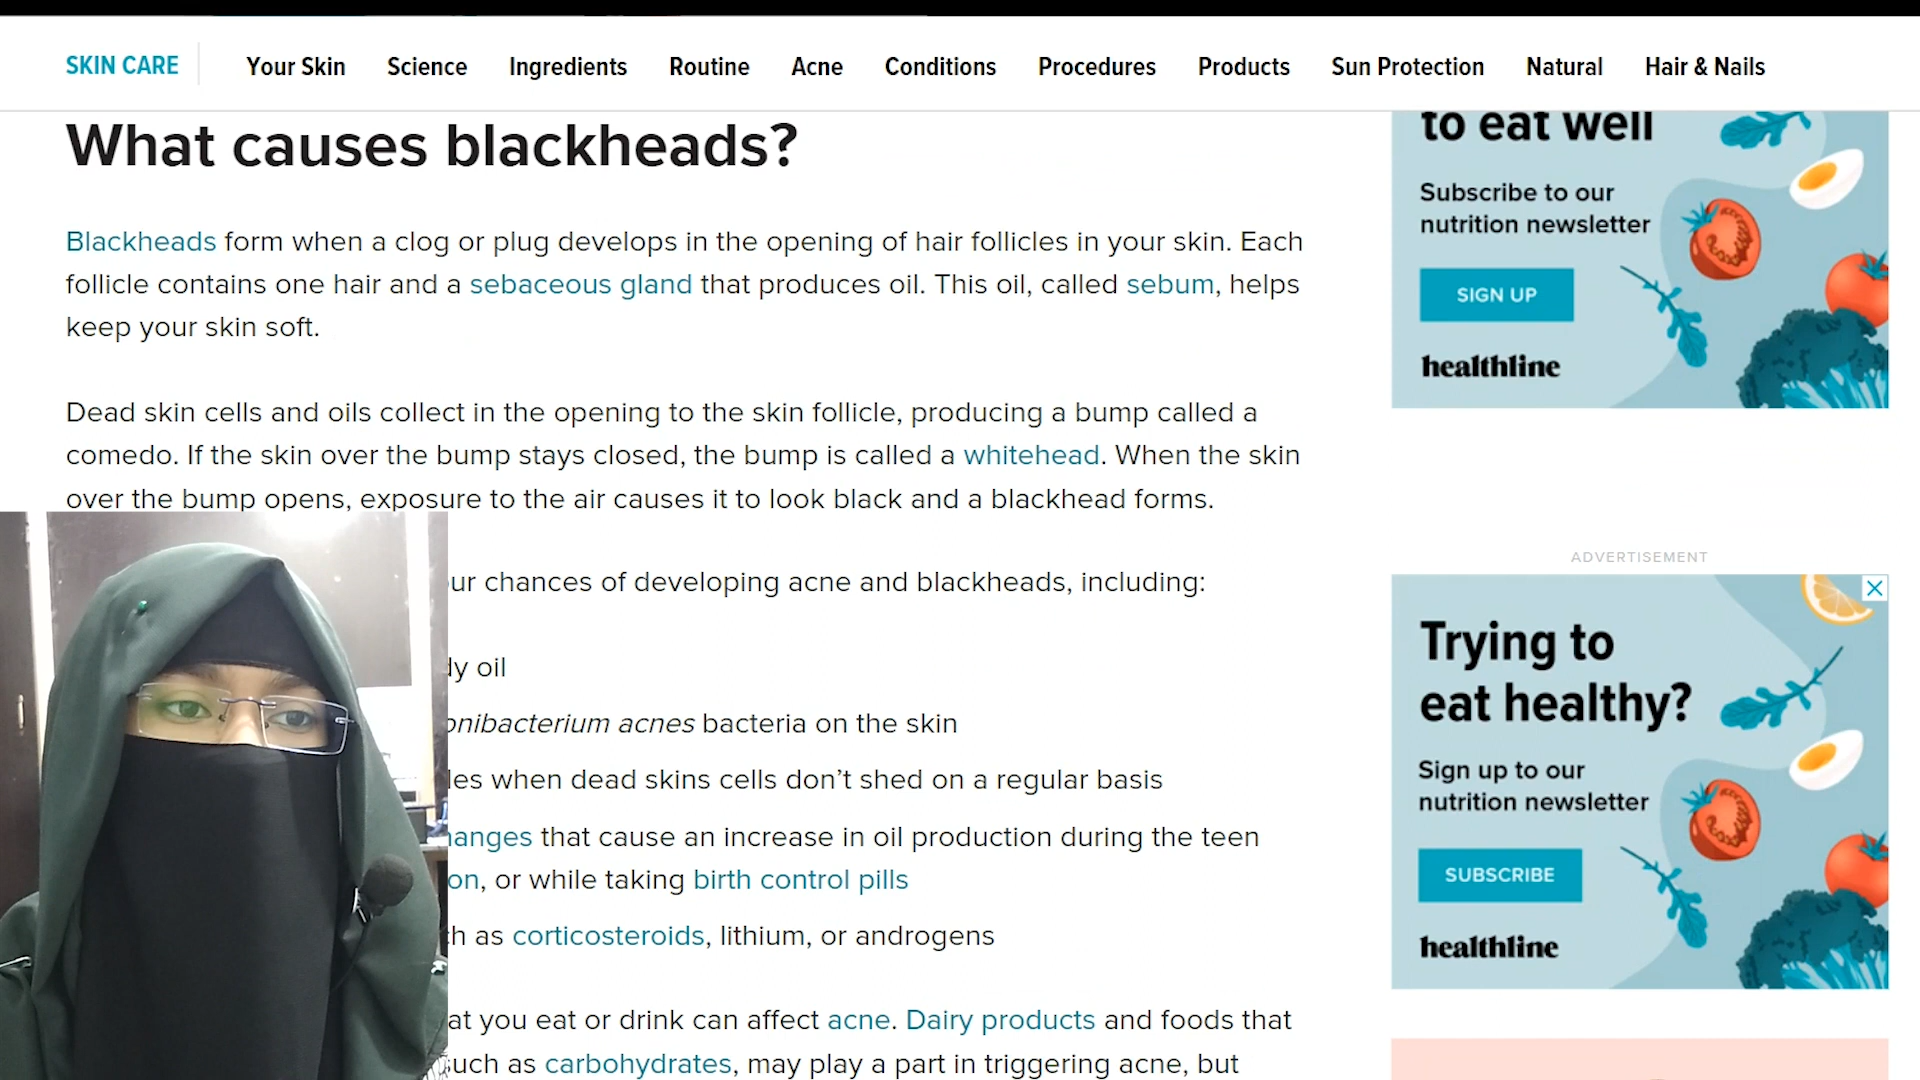 SKIN CARE Your Skin Science Ingredients Routine Acne Conditions Procedures Products Sun Protection Natural Hair & Nails
What causes blackheads?
Blackheads form when a clog or plug develops in the opening of hair follicles in your skin. Each
follicle contains one hair and a sebaceous gland that produces oil. This oil, called sebum, helps
keep your skin soft.
Dead skin cells and oils collect in the opening to the skin follicle, producing a bump called a
comedo. If the skin over the bump stays closed, the bump is called a whitehead. When the skin
over the bump opens, exposure to the air causes it to look black and a blackhead forms.
chances of developing acne and blackheads, including:
oil
acnes bacteria on the skin
when dead skins cells don’t shed on a regular basis
that cause an increase in oil production during the teen
or while taking birth control pills
as corticosteroids, lithium, or androgens
you eat or drink can affect acne. Dairy products and foods that
such as carbohydrates, may play a part in triggering acne, but
to eat well
Subscribe to our
nutrition newsletter
SIGN UP
healthline
ADVERTISEMENT
Trying to
eat healthy?
Sign up to our
nutrition newsletter
SUBSCRIBE
healthline